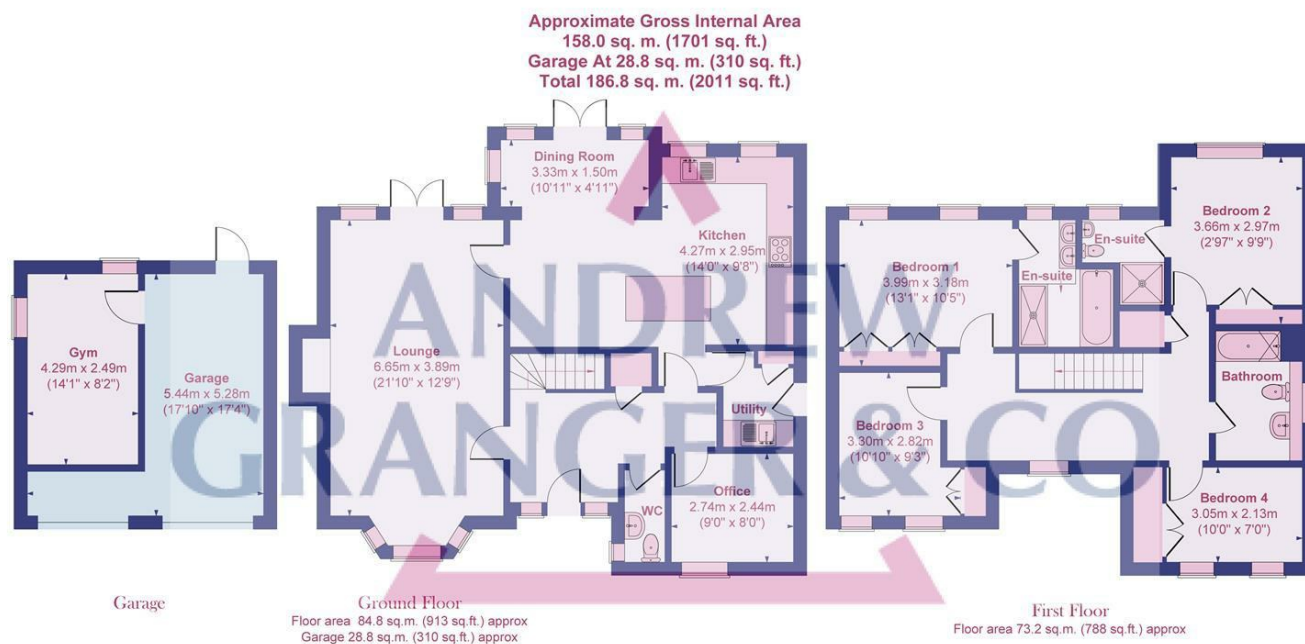 Approximate Gross Internal Area
158.0 sq. m. (1701 sq. ft.)
Garage At 28.8 sq. m. (310 sq. ft.)
Total 186.8 sq. m. (2011 sq. ft.)
Dining Room
3.33m x 1.50m
(10'11" x 4'11")
Kitchen
4.27m x 2.95m
(14'0" x 9'8")
Gym
4.29m x 2.49m
(14'1" x 8'2")
Garage
5.44m x 5.28m
(17'10" x 17'4")
Lounge
6.65m x 3.89m
(21'10" x 12'9")
Utility
WC
Office
2.74m x 2.44m
(9'0" x 8'0")
Bedroom 1
3.99m x 3.18m
(13'1" x 10'5")
En-suite
En-suite
Bedroom 2
3.66m x 2.97m
(2'97" x 9'9")
Bathroom
Bedroom 3
3.30m x 2.82m
(10'10" x 9'3")
Bedroom 4
3.05m x 2.13m
(10'0" x 7'0")
ANDREW
GRANGER & CO
Garage
Ground Floor
Floor area 84.8 sq.m. (913 sq.ft.) approx
Garage 28.8 sq.m. (310 sq.ft.) approx
First Floor
Floor area 73.2 sq.m. (788 sq.ft.) approx